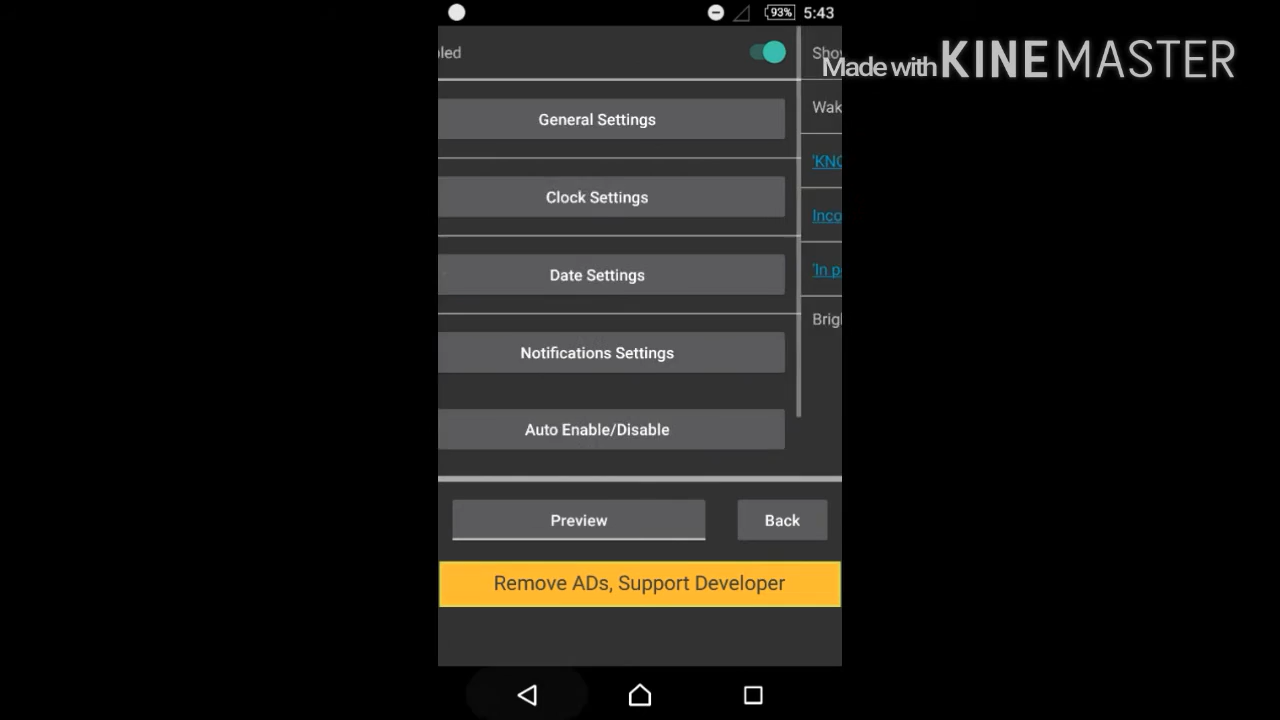 93% 5:43
Made with KINEMASTER
General Settings
Clock Settings
Date Settings
Notifications Settings
Auto Enable/Disable
Preview
Back
Remove ADs, Support Developer